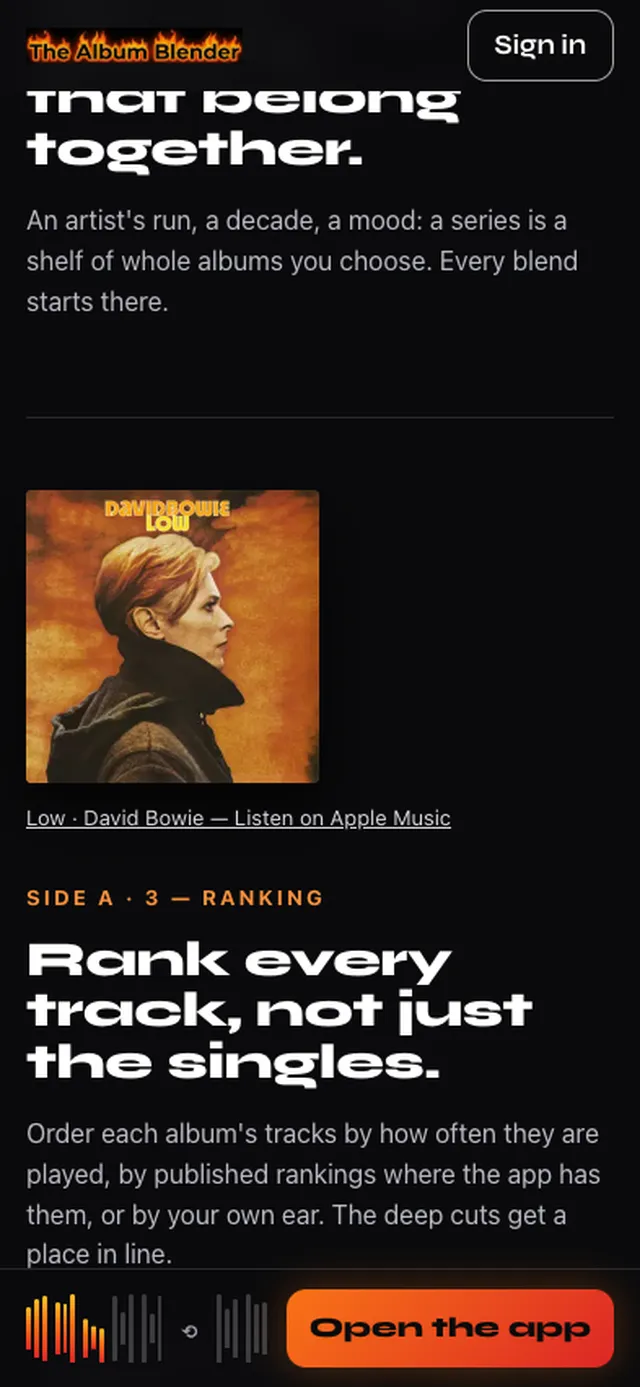 The Album Blender
Sign in
that belong
together.
An artist's run, a decade, a mood: a series is a
shelf of whole albums you choose. Every blend
starts there.
DAVID BOWIE
LOW
Low · David Bowie — Listen on Apple Music
SIDE A · 3 — RANKING
Rank every
track, not just
the singles.
Order each album's tracks by how often they are
played, by published rankings where the app has
them, or by your own ear. The deep cuts get a
place in line.
Open the app